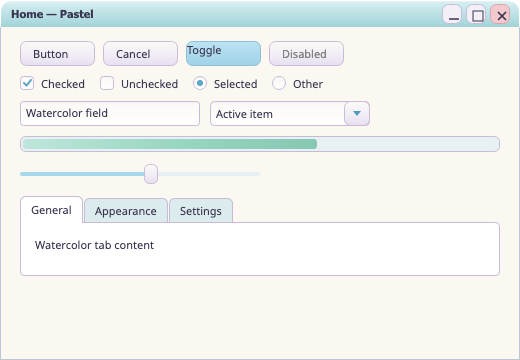 Home — Pastel
Button Cancel Toggle Disabled
Checked Unchecked Selected Other
Watercolor field Active item
General Appearance Settings
Watercolor tab content